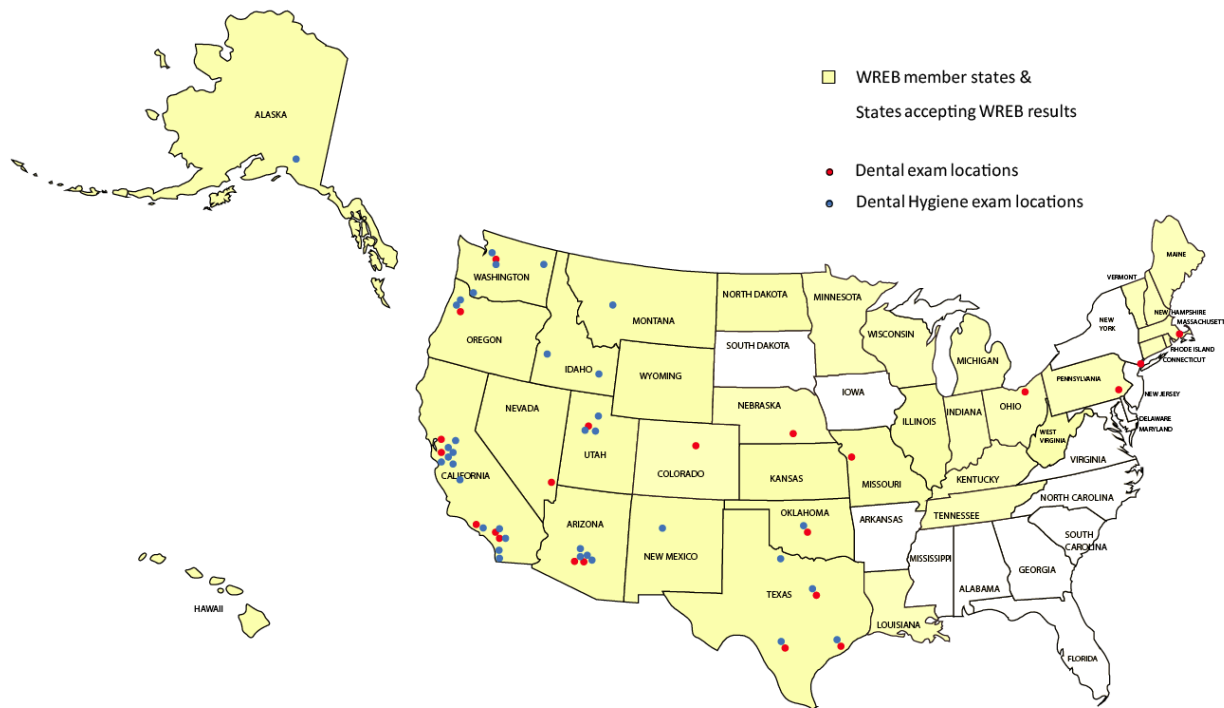 WREB member states &
States accepting WREB results
Dental exam locations
Dental Hygiene exam locations
ALASKA
HAWAII
WASHINGTON
OREGON
CALIFORNIA
NEVADA
IDAHO
MONTANA
WYOMING
UTAH
COLORADO
ARIZONA
NEW MEXICO
NORTH DAKOTA
SOUTH DAKOTA
NEBRASKA
KANSAS
OKLAHOMA
TEXAS
MINNESOTA
IOWA
MISSOURI
ARKANSAS
LOUISIANA
WISCONSIN
ILLINOIS
MICHIGAN
INDIANA
OHIO
KENTUCKY
TENNESSEE
MISSISSIPPI
ALABAMA
GEORGIA
FLORIDA
SOUTH
CAROLINA
NORTH CAROLINA
VIRGINIA
WEST
VIRGINIA
PENNSYLVANIA
NEW
YORK
VERMONT
MAINE
NEW HAMPSHIRE
MASSACHUSETT
RHODE ISLAND
CONNECTICUT
NEW JERSEY
DELAWARE
MARYLAND